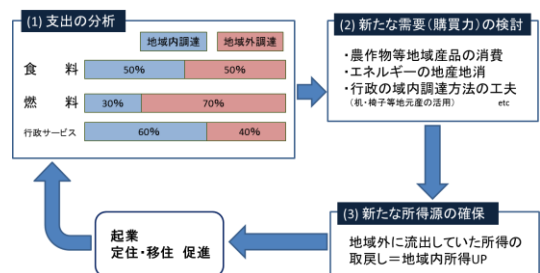 (1) 支出の分析
地域内調達 地域外調達
食 料 50% 50%
燃 料 30% 70%
行政サービス 60% 40%
(2) 新たな需要(購買力)の検討
・農作物等地域産品の消費
・エネルギーの地産地消
・行政の域内調達方法の工夫
(机・椅子等地元産の活用) etc
(3) 新たな所得源の確保
地域外に流出していた所得の
取戻し＝地域内所得UP
起業
定住・移住 促進